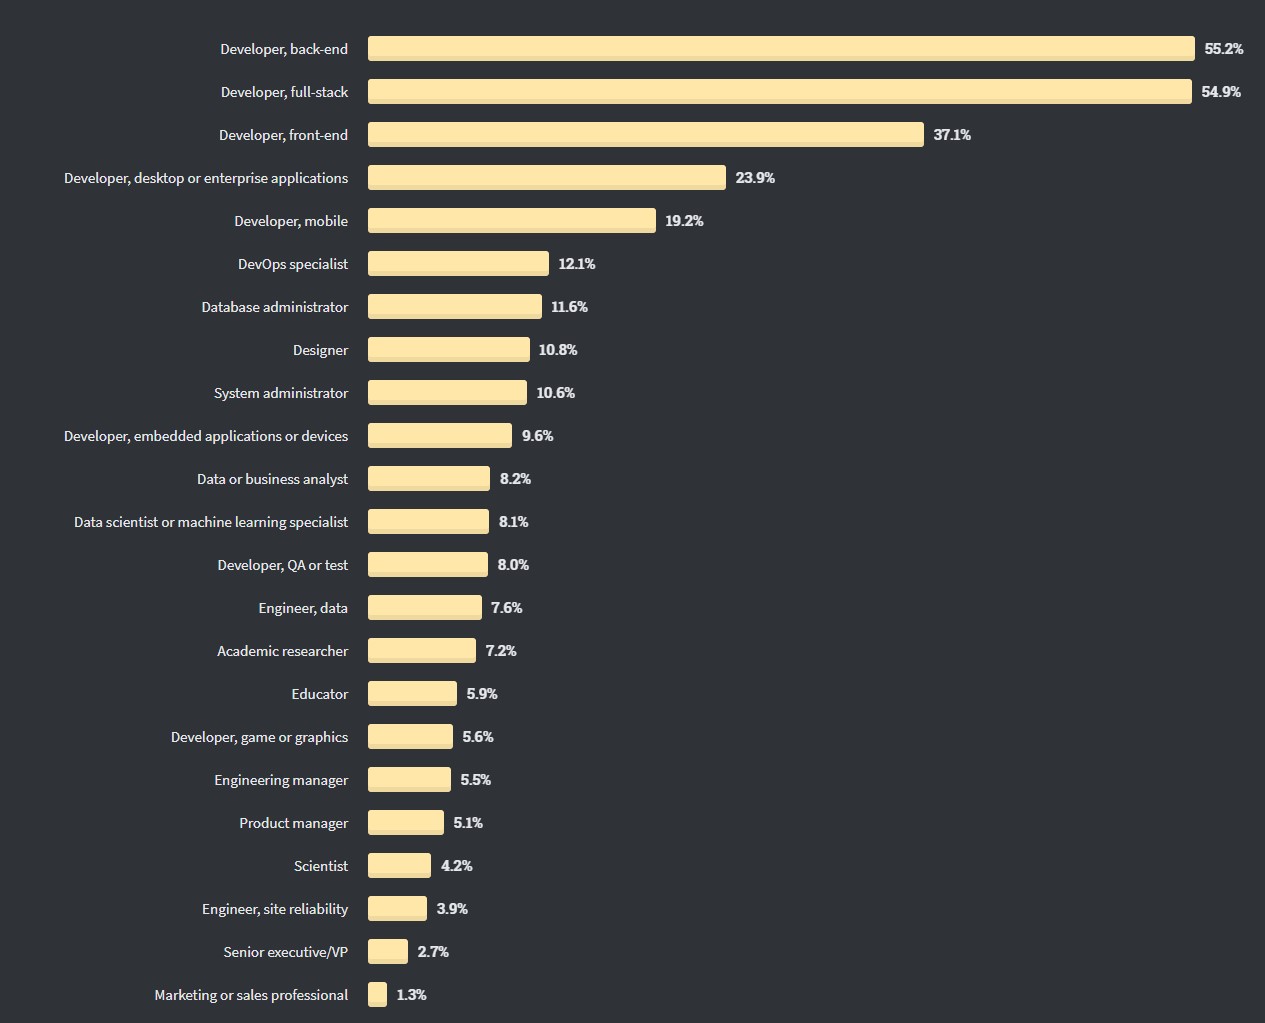 Developer, back-end 55.2%
Developer, full-stack 54.9%
Developer, front-end 37.1%
Developer, desktop or enterprise applications 23.9%
Developer, mobile 19.2%
DevOps specialist 12.1%
Database administrator 11.6%
Designer 10.8%
System administrator 10.6%
Developer, embedded applications or devices 9.6%
Data or business analyst 8.2%
Data scientist or machine learning specialist 8.1%
Developer, QA or test 8.0%
Engineer, data 7.6%
Academic researcher 7.2%
Educator 5.9%
Developer, game or graphics 5.6%
Engineering manager 5.5%
Product manager 5.1%
Scientist 4.2%
Engineer, site reliability 3.9%
Senior executive/VP 2.7%
Marketing or sales professional 1.3%